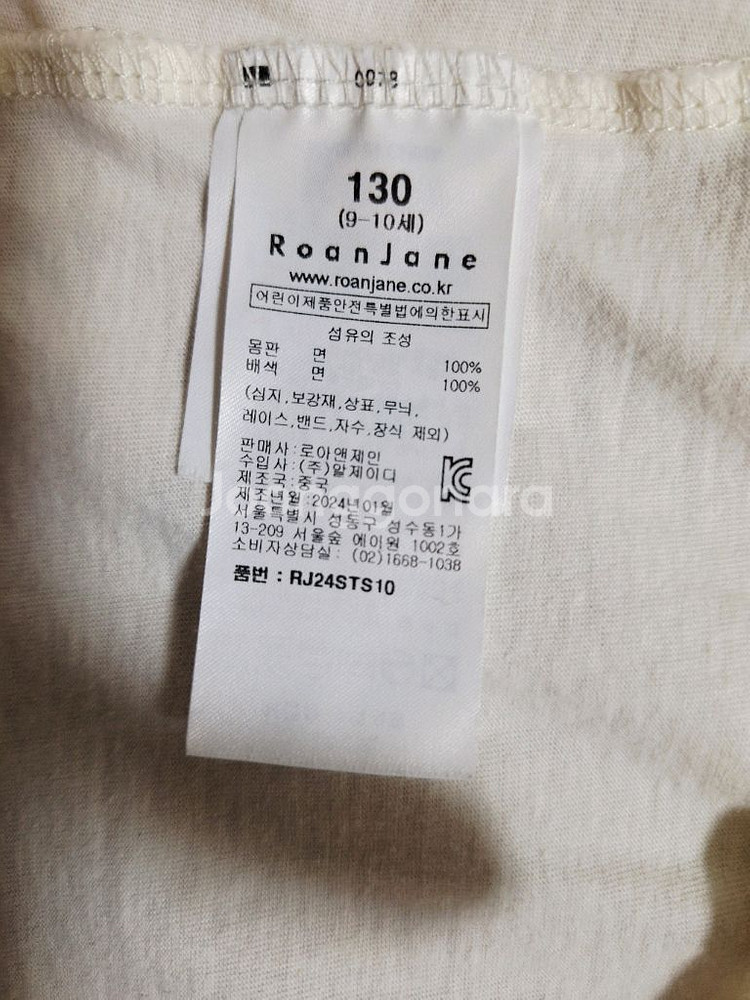 0978
130
(9-10세)
RoanJane
www.roanjane.co.kr
어린이제품안전특별법에의한표시
섬유의 조성
몸판 면 100%
배색 면 100%
(심지,보강재,상표,무늬,
레이스,밴드,자수,장식 제외)
판매사:로아앤제인
수입사:(주)알제이디
제조국:중국
제조년월:2024년01월
서울특별시 성동구 성수동1가
13-209 서울숲 에이원 1002호
소비자상담실: (02)1668-1038
품번 : RJ24STS10